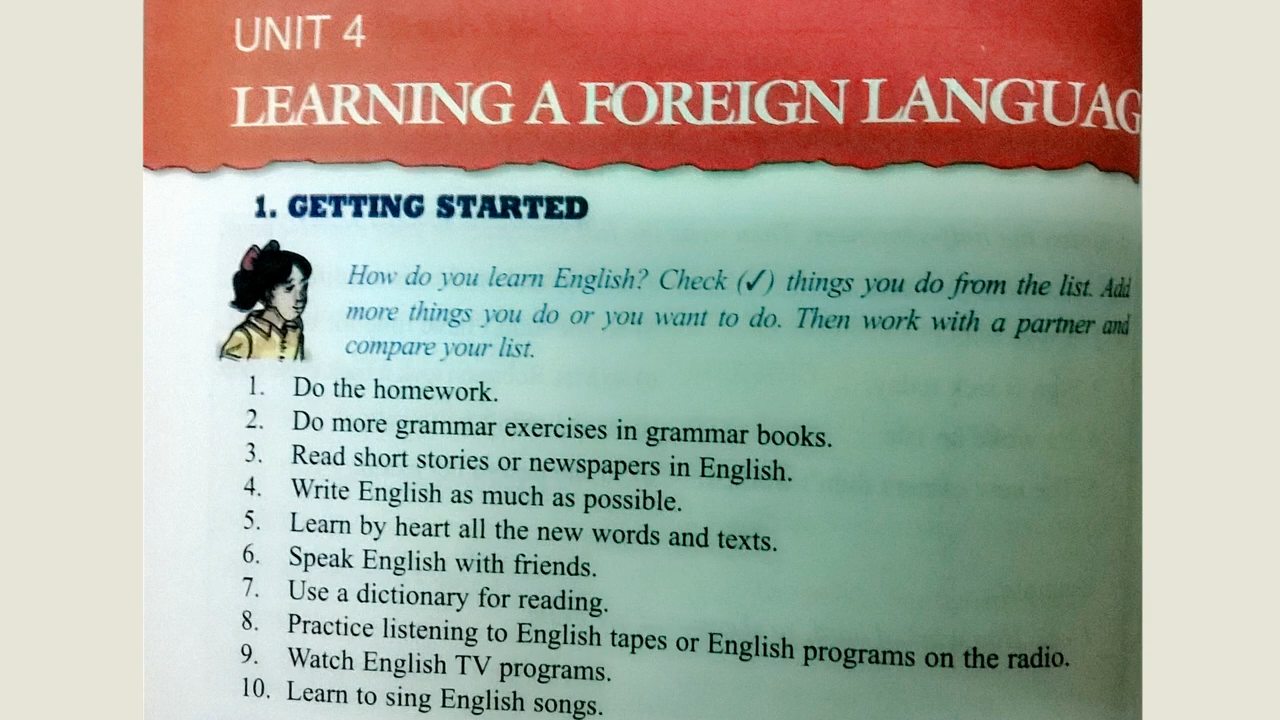 UNIT 4
LEARNING A FOREIGN LANGUAG
1. GETTING STARTED
How do you learn English? Check (✓) things you do from the list. Add
more things you do or you want to do. Then work with a partner and
compare your list.
1. Do the homework.
2. Do more grammar exercises in grammar books.
3. Read short stories or newspapers in English.
4. Write English as much as possible.
5. Learn by heart all the new words and texts.
6. Speak English with friends.
7. Use a dictionary for reading.
8. Practice listening to English tapes or English programs on the radio.
9. Watch English TV programs.
10. Learn to sing English songs.